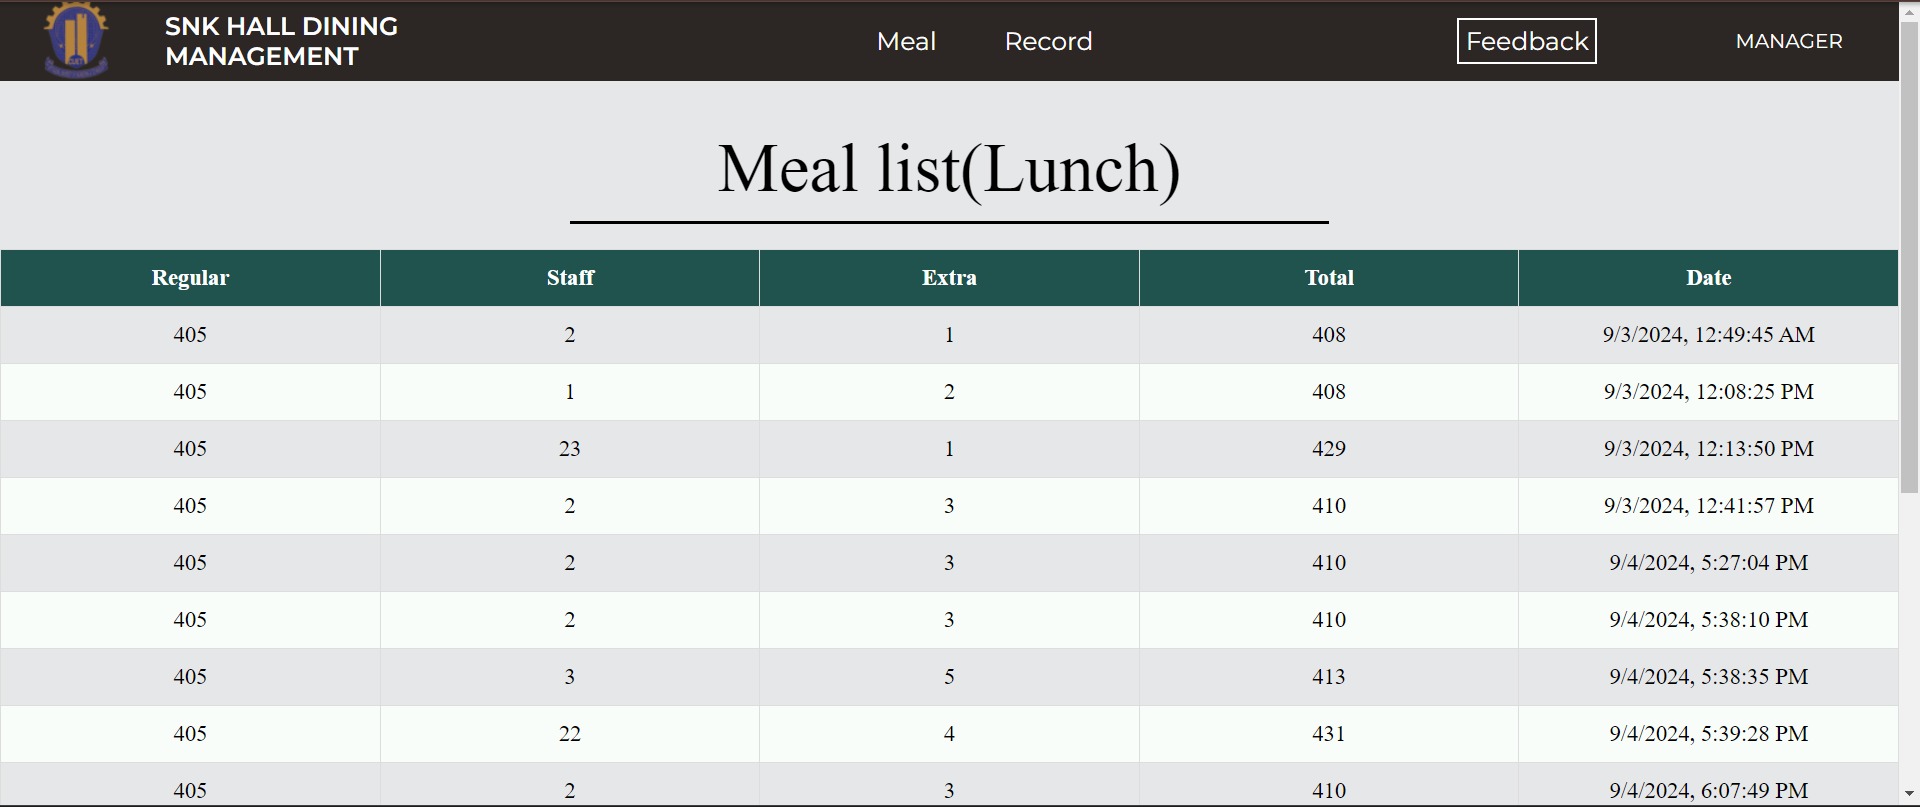 SNK HALL DINING
MANAGEMENT
Meal Record Feedback MANAGER
Meal list(Lunch)
Regular Staff Extra Total Date
405 2 1 408 9/3/2024, 12:49:45 AM
405 1 2 408 9/3/2024, 12:08:25 PM
405 23 1 429 9/3/2024, 12:13:50 PM
405 2 3 410 9/3/2024, 12:41:57 PM
405 2 3 410 9/4/2024, 5:27:04 PM
405 2 3 410 9/4/2024, 5:38:10 PM
405 3 5 413 9/4/2024, 5:38:35 PM
405 22 4 431 9/4/2024, 5:39:28 PM
405 2 3 410 9/4/2024, 6:07:49 PM